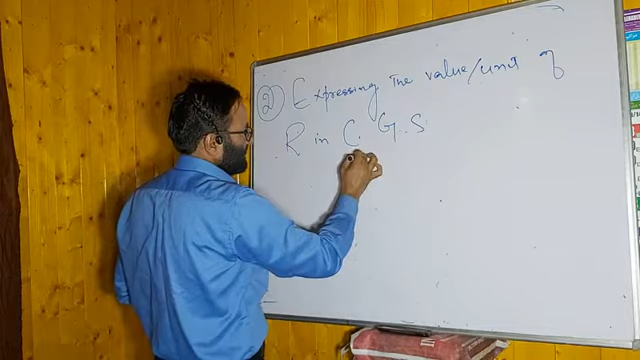 ② Expressing the value/unit of
R in C.G.S